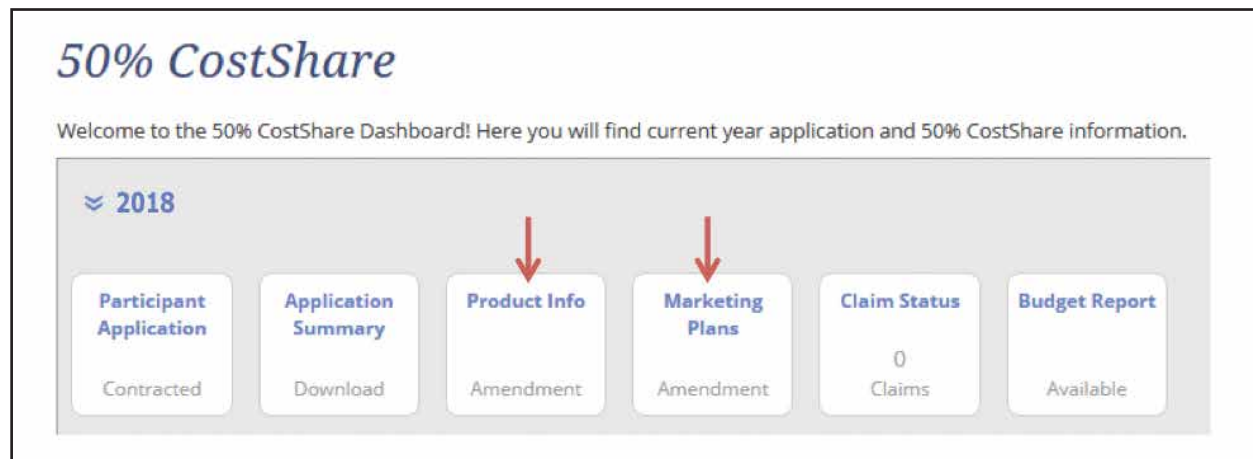 50% CostShare
Welcome to the 50% CostShare Dashboard! Here you will find current year application and 50% CostShare information.
2018
Participant
Application
Contracted
Application
Summary
Download
Product Info
Amendment
Marketing
Plans
Amendment
Claim Status
0
Claims
Budget Report
Available